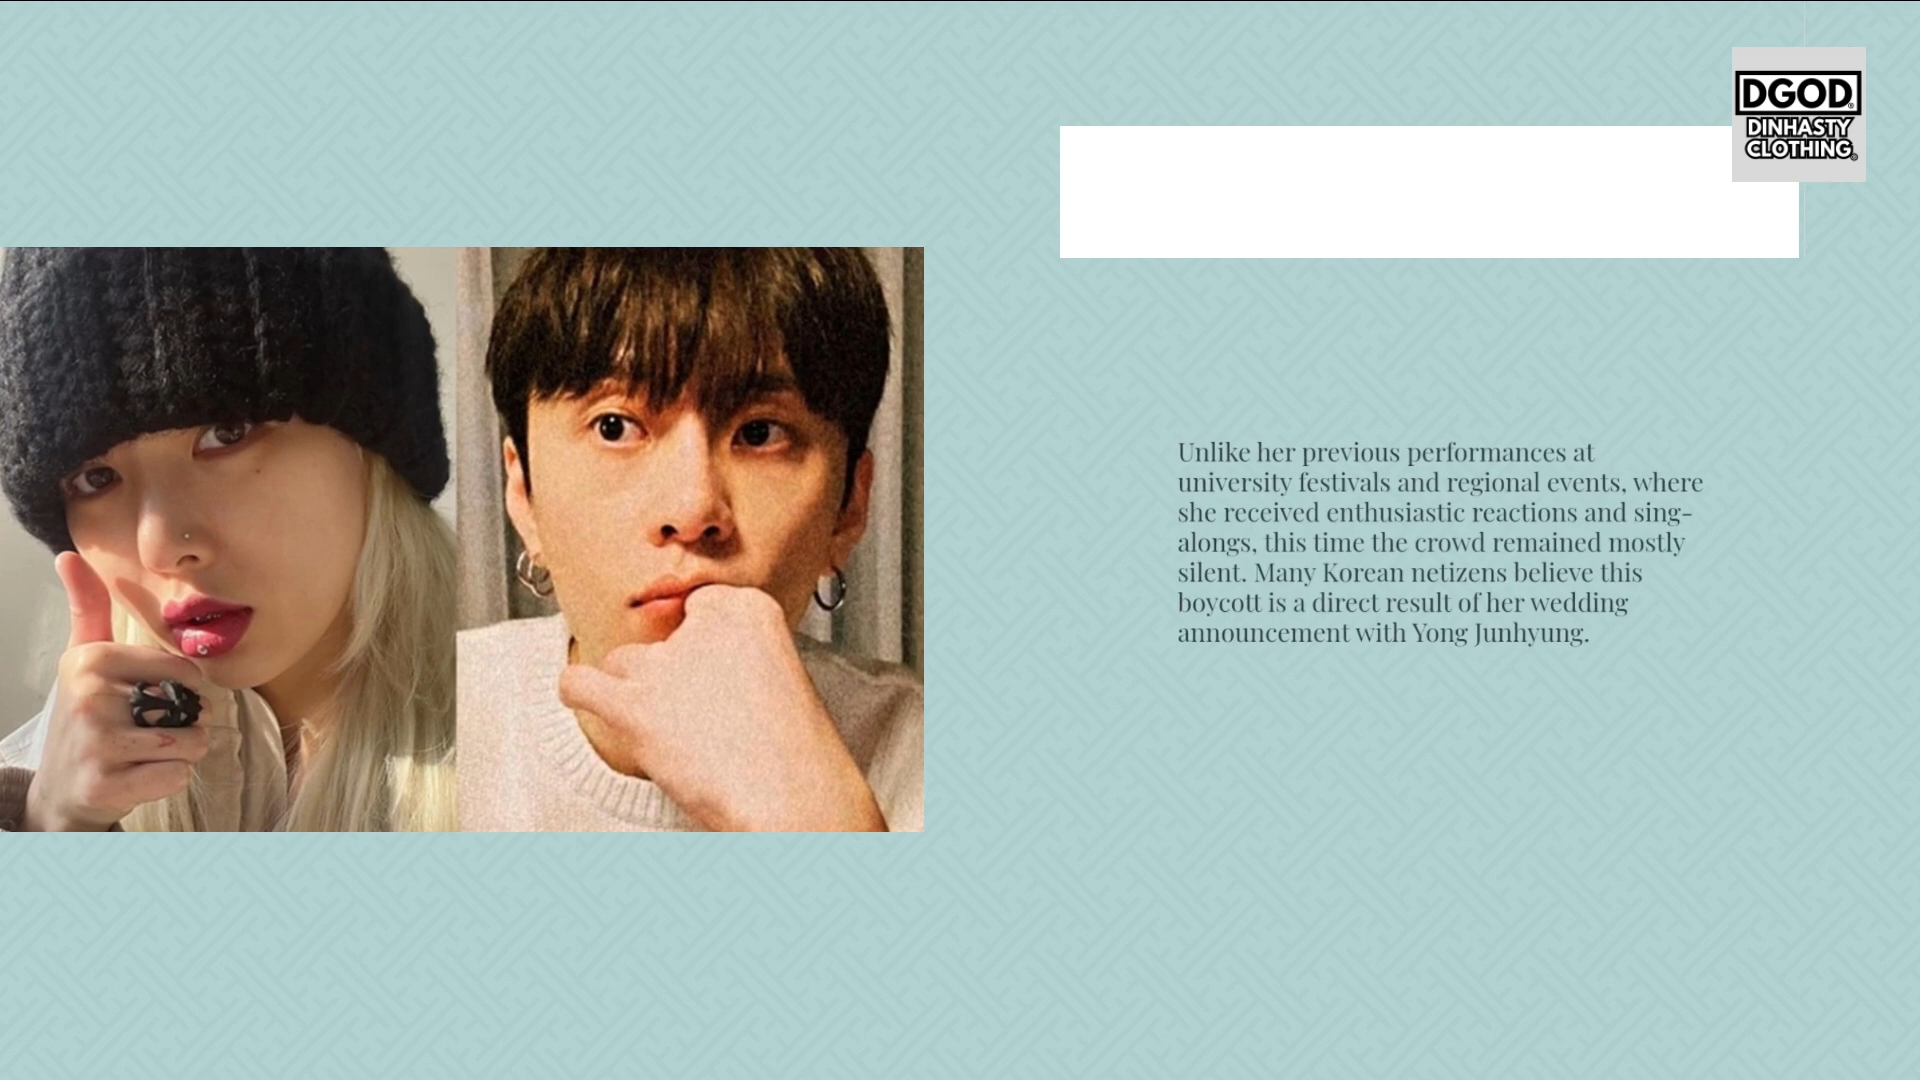 DGOD®
DINHASTY
CLOTHING®
Unlike her previous performances at
university festivals and regional events, where
she received enthusiastic reactions and sing-
alongs, this time the crowd remained mostly
silent. Many Korean netizens believe this
boycott is a direct result of her wedding
announcement with Yong Junhyung.